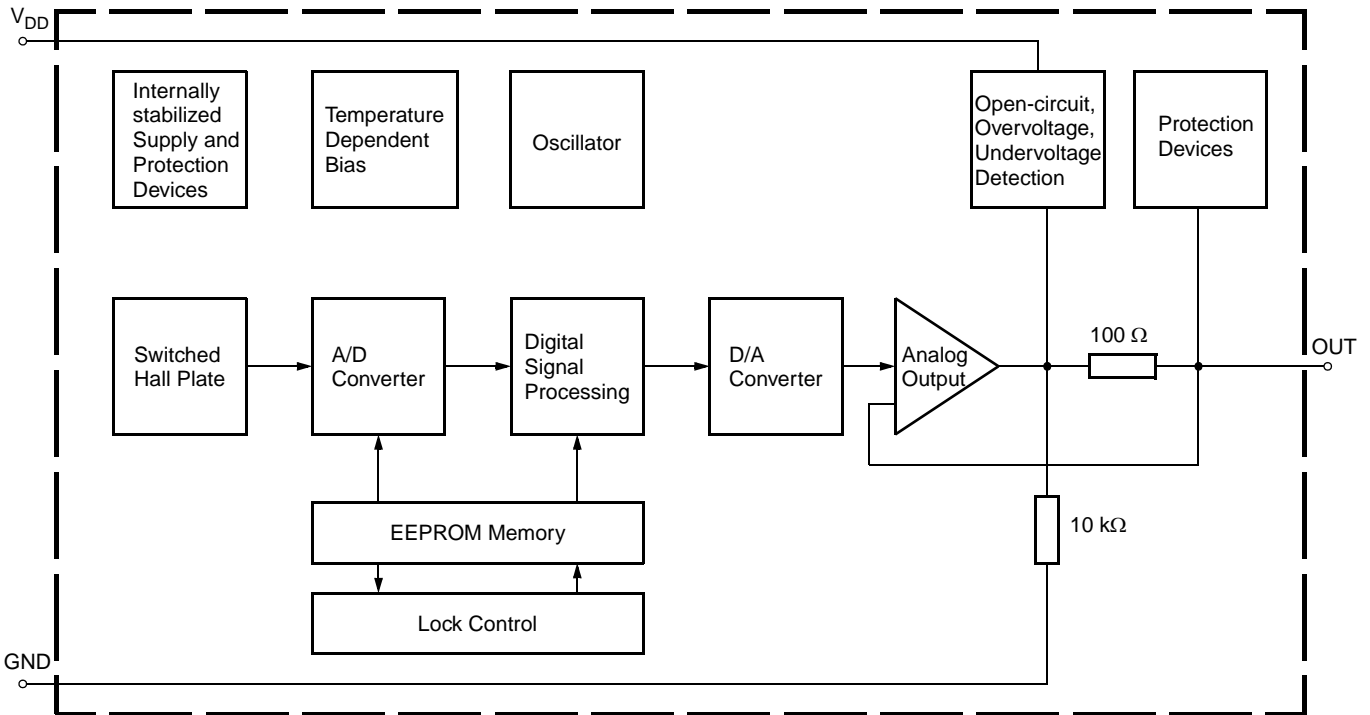 VDD
Internally
stabilized
Supply and
Protection
Devices
Temperature
Dependent
Bias
Oscillator
Open-circuit,
Overvoltage,
Undervoltage
Detection
Protection
Devices
Switched
Hall Plate
A/D
Converter
Digital
Signal
Processing
D/A
Converter
Analog
Output
100 Ω
OUT
EEPROM Memory
10 kΩ
Lock Control
GND